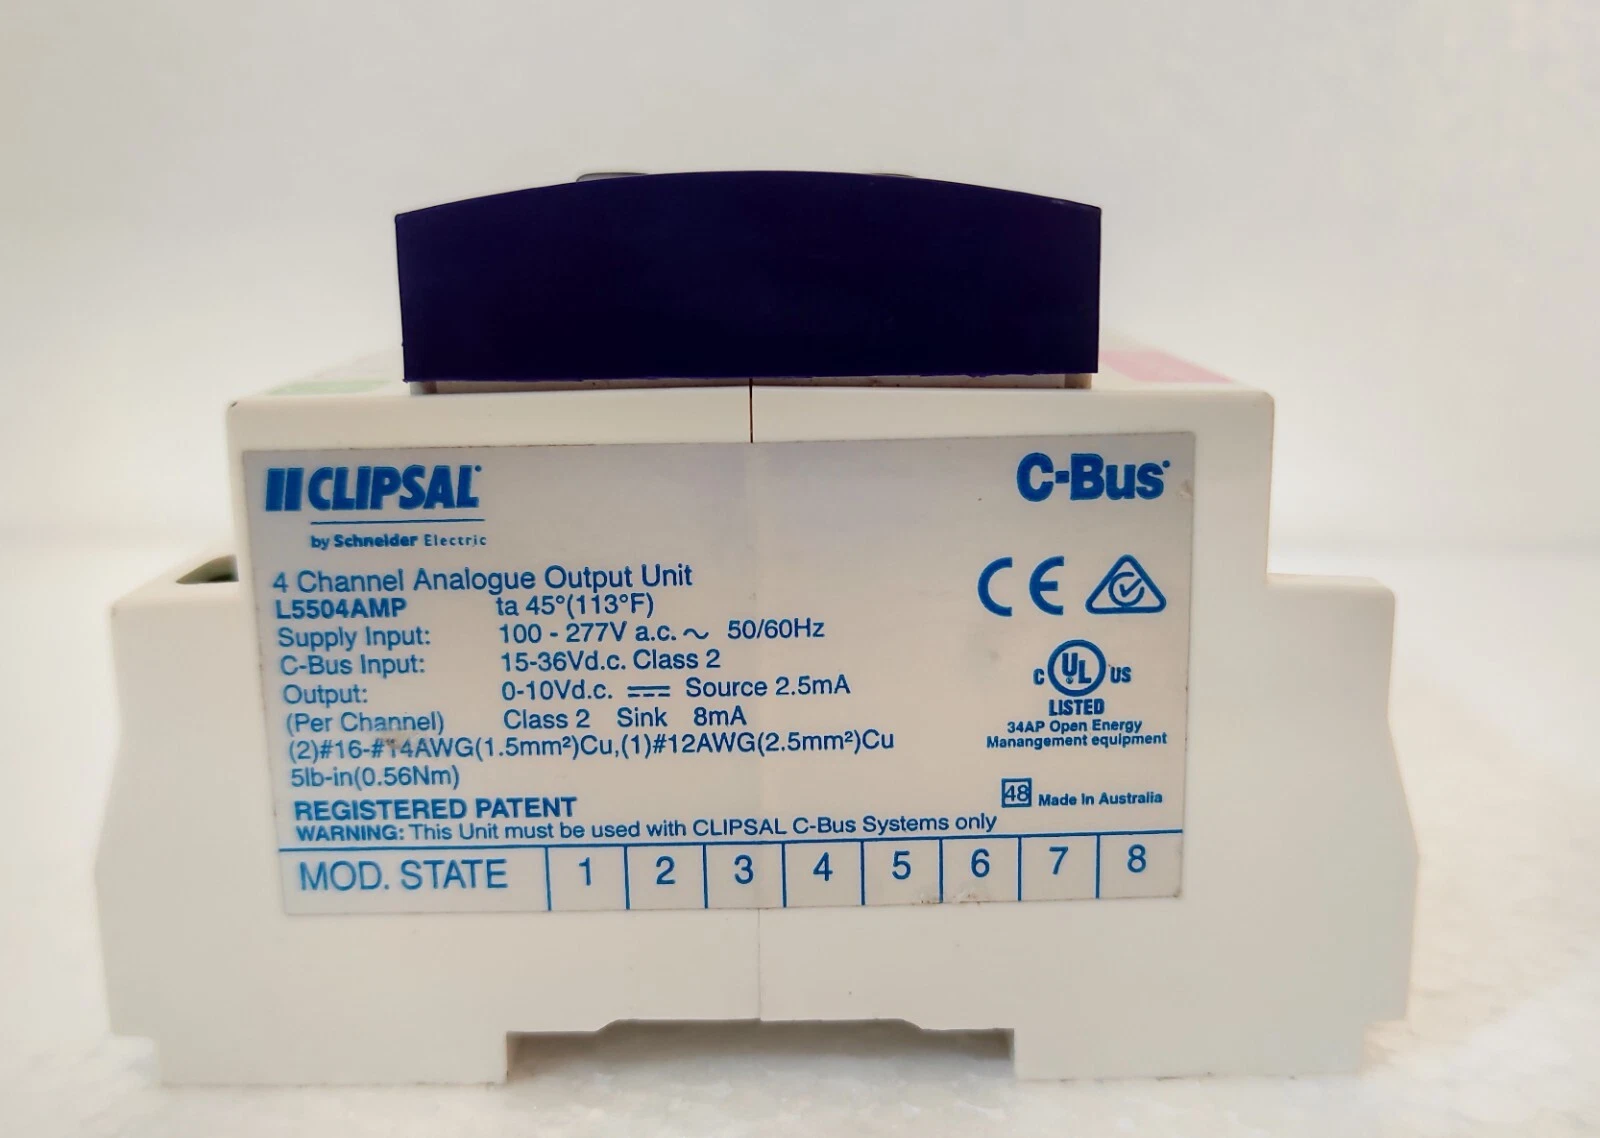 CLIPSAL
by Schneider Electric
C-Bus
4 Channel Analogue Output Unit
L5504AMP ta 45°(113°F)
Supply Input: 100 - 277V a.c. ~ 50/60Hz
C-Bus Input: 15-36Vd.c. Class 2
Output: 0-10Vd.c. ⎓ Source 2.5mA
(Per Channel) Class 2 Sink 8mA
(2)#16-#14AWG(1.5mm²)Cu,(1)#12AWG(2.5mm²)Cu
5lb-in(0.56Nm)
REGISTERED PATENT
WARNING: This Unit must be used with CLIPSAL C-Bus Systems only
CE
C UL US
LISTED
34AP Open Energy
Manangement equipment
48 Made in Australia
MOD. STATE 1 2 3 4 5 6 7 8